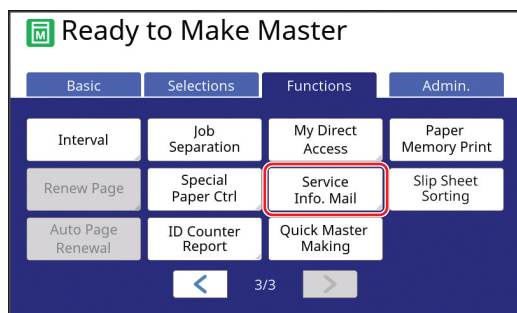 M Ready to Make Master
Basic Selections Functions Admin.
Interval
Job
Separation
My Direct
Access
Paper
Memory Print
Renew Page
Special
Paper Ctrl
Service
Info. Mail
Slip Sheet
Sorting
Auto Page
Renewal
ID Counter
Report
Quick Master
Making
< 3/3 >